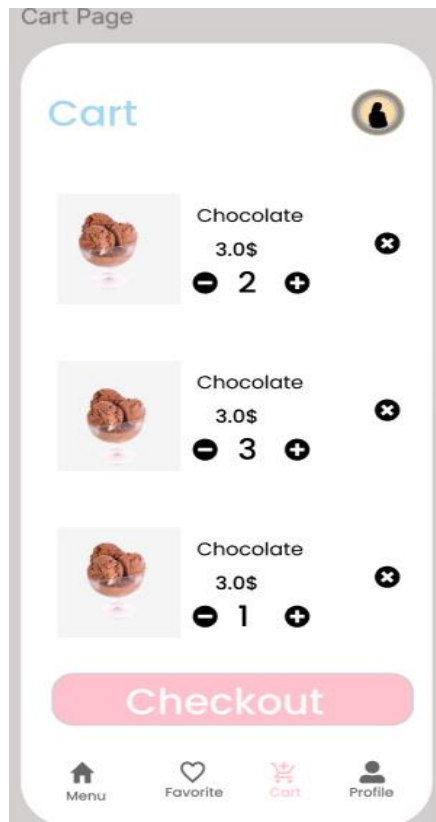 Cart Page
Cart
Chocolate
3.0$
2
Chocolate
3.0$
3
Chocolate
3.0$
1
Checkout
Menu Favorite Cart Profile